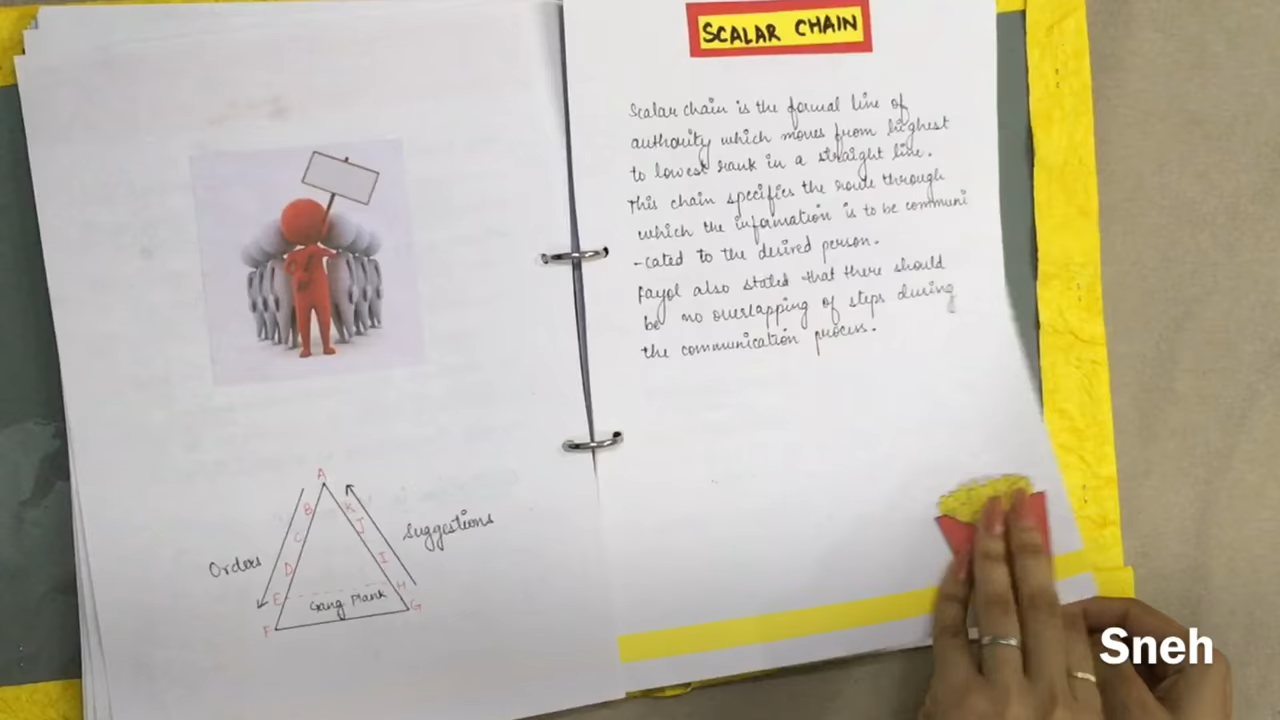 SCALAR CHAIN
Scalar chain is the formal line of
authority which moves from highest
to lowest rank in a straight line.
This chain specifies the route through
which the information is to be communi
-cated to the desired person.
Fayol also stated that there should
be no overlapping of steps during
the communication process.
A
B
C
D
E
F
K
J
I
H
G
Orders
Suggestions
Gang Plank
Sneh